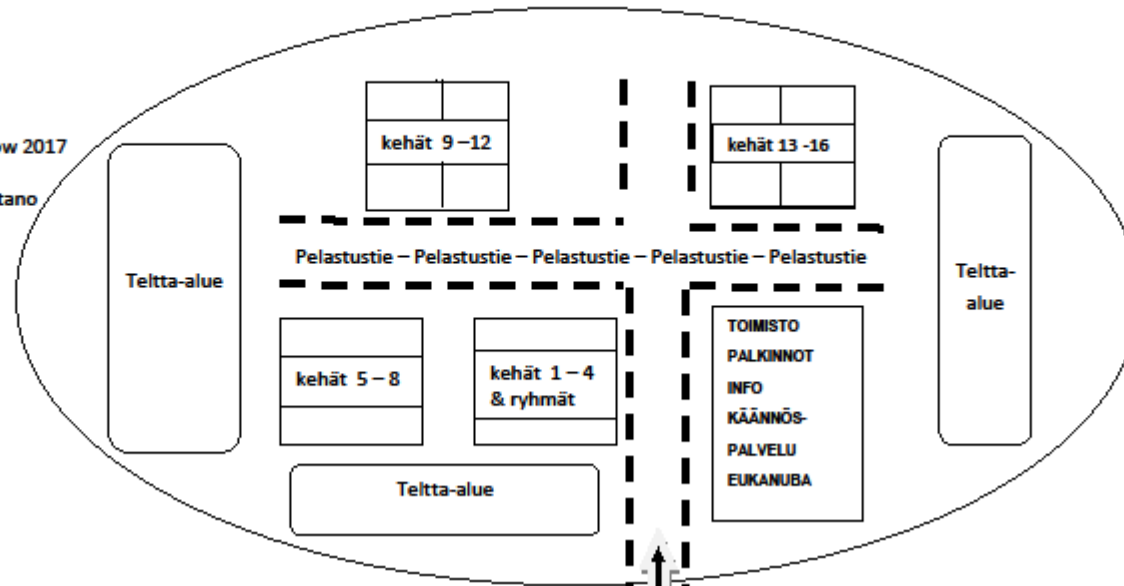 ow 2017
tano
kehät 9 – 12
kehät 13 -16
Pelastustie – Pelastustie – Pelastustie – Pelastustie – Pelastustie
Teltta-alue
Teltta-
alue
kehät 5 – 8
kehät 1 – 4
& ryhmät
TOIMISTO
PALKINNOT
INFO
KÄÄNNÖS-
PALVELU
EUKANUBA
Teltta-alue